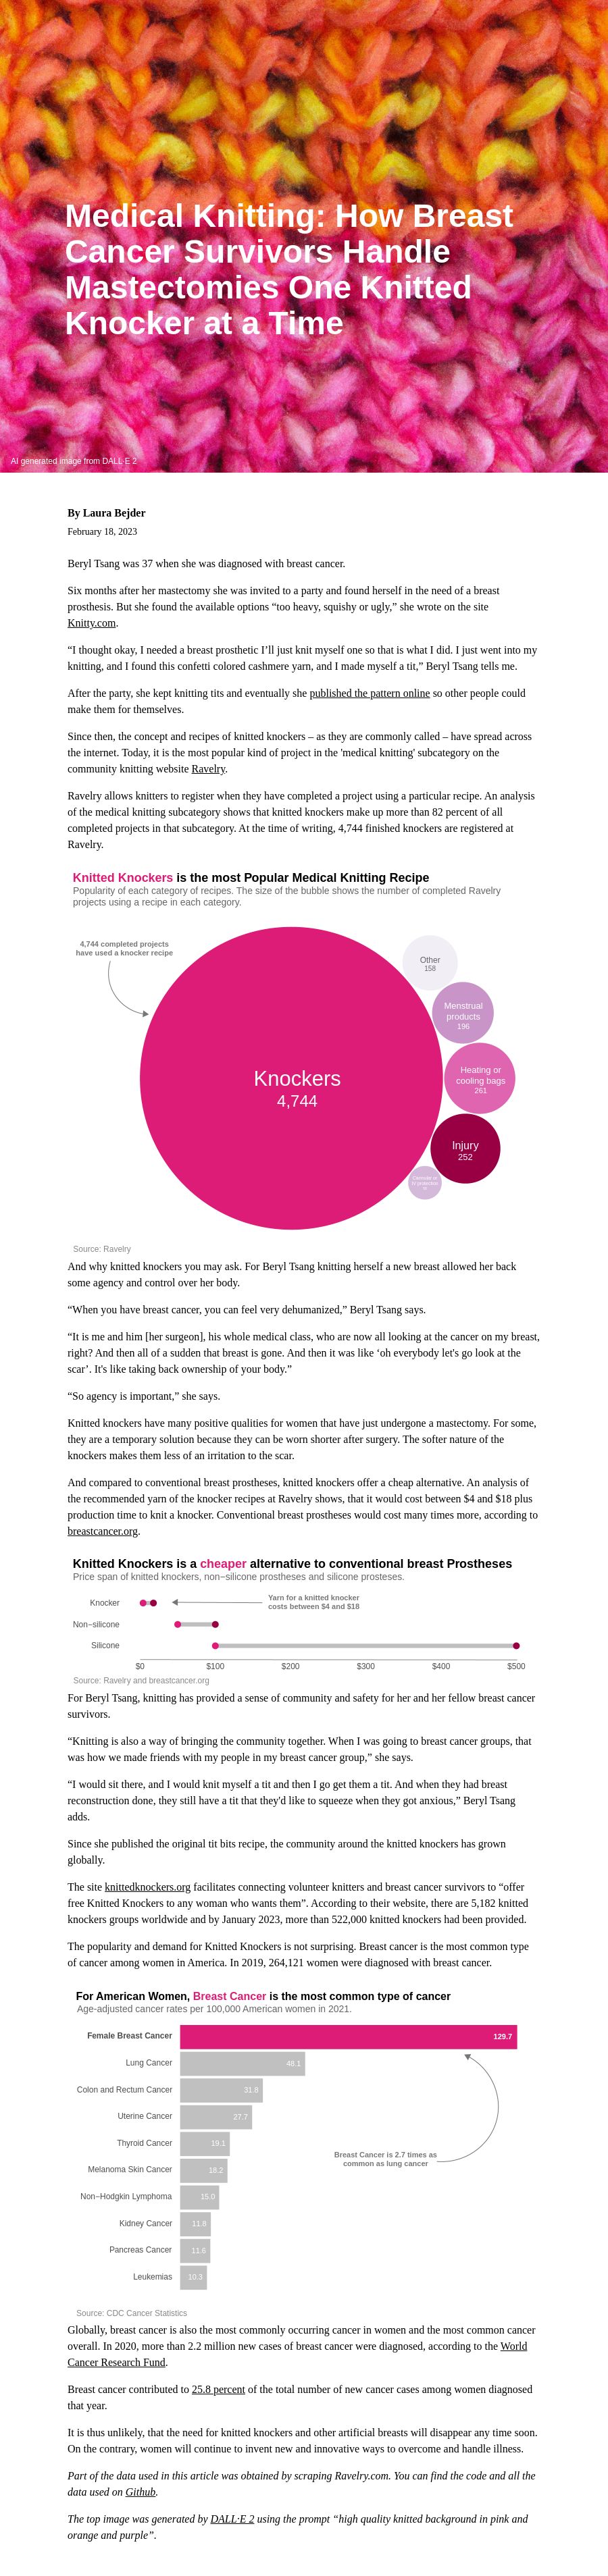 Medical Knitting: How Breast
Cancer Survivors Handle
Mastectomies One Knitted
Knocker at a Time
AI generated image from DALL·E 2
By Laura Bejder
February 18, 2023
Beryl Tsang was 37 when she was diagnosed with breast cancer.
Six months after her mastectomy she was invited to a party and found herself in the need of a breast
prosthesis. But she found the available options “too heavy, squishy or ugly,” she wrote on the site
Knitty.com.
“I thought okay, I needed a breast prosthetic I’ll just knit myself one so that is what I did. I just went into my
knitting, and I found this confetti colored cashmere yarn, and I made myself a tit,” Beryl Tsang tells me.
After the party, she kept knitting tits and eventually she published the pattern online so other people could
make them for themselves.
Since then, the concept and recipes of knitted knockers – as they are commonly called – have spread across
the internet. Today, it is the most popular kind of project in the 'medical knitting' subcategory on the
community knitting website Ravelry.
Ravelry allows knitters to register when they have completed a project using a particular recipe. An analysis
of the medical knitting subcategory shows that knitted knockers make up more than 82 percent of all
completed projects in that subcategory. At the time of writing, 4,744 finished knockers are registered at
Ravelry.
Knitted Knockers is the most Popular Medical Knitting Recipe
Popularity of each category of recipes. The size of the bubble shows the number of completed Ravelry
projects using a recipe in each category.
4,744 completed projects
have used a knocker recipe
Other
158
Menstrual
products
196
Heating or
cooling bags
261
Knockers
4,744
Injury
252
Source: Ravelry
And why knitted knockers you may ask. For Beryl Tsang knitting herself a new breast allowed her back
some agency and control over her body.
“When you have breast cancer, you can feel very dehumanized,” Beryl Tsang says.
“It is me and him [her surgeon], his whole medical class, who are now all looking at the cancer on my breast,
right? And then all of a sudden that breast is gone. And then it was like ‘oh everybody let's go look at the
scar’. It's like taking back ownership of your body.”
“So agency is important,” she says.
Knitted knockers have many positive qualities for women that have just undergone a mastectomy. For some,
they are a temporary solution because they can be worn shorter after surgery. The softer nature of the
knockers makes them less of an irritation to the scar.
And compared to conventional breast prostheses, knitted knockers offer a cheap alternative. An analysis of
the recommended yarn of the knocker recipes at Ravelry shows, that it would cost between $4 and $18 plus
production time to knit a knocker. Conventional breast prostheses would cost many times more, according to
breastcancer.org.
Knitted Knockers is a cheaper alternative to conventional breast Prostheses
Price span of knitted knockers, non−silicone prostheses and silicone prosteses.
Knocker
Yarn for a knitted knocker
costs between $4 and $18
Non−silicone
Silicone
$0 $100 $200 $300 $400 $500
Source: Ravelry and breastcancer.org
For Beryl Tsang, knitting has provided a sense of community and safety for her and her fellow breast cancer
survivors.
“Knitting is also a way of bringing the community together. When I was going to breast cancer groups, that
was how we made friends with my people in my breast cancer group,” she says.
“I would sit there, and I would knit myself a tit and then I go get them a tit. And when they had breast
reconstruction done, they still have a tit that they'd like to squeeze when they got anxious,” Beryl Tsang
adds.
Since she published the original tit bits recipe, the community around the knitted knockers has grown
globally.
The site knittedknockers.org facilitates connecting volunteer knitters and breast cancer survivors to “offer
free Knitted Knockers to any woman who wants them”. According to their website, there are 5,182 knitted
knockers groups worldwide and by January 2023, more than 522,000 knitted knockers had been provided.
The popularity and demand for Knitted Knockers is not surprising. Breast cancer is the most common type
of cancer among women in America. In 2019, 264,121 women were diagnosed with breast cancer.
For American Women, Breast Cancer is the most common type of cancer
Age-adjusted cancer rates per 100,000 American women in 2021.
Female Breast Cancer 129.7
Lung Cancer 48.1
Colon and Rectum Cancer 31.8
Uterine Cancer 27.7
Thyroid Cancer 19.1
Breast Cancer is 2.7 times as
common as lung cancer
Melanoma Skin Cancer 18.2
Non−Hodgkin Lymphoma 15.0
Kidney Cancer 11.8
Pancreas Cancer 11.6
Leukemias 10.3
Source: CDC Cancer Statistics
Globally, breast cancer is also the most commonly occurring cancer in women and the most common cancer
overall. In 2020, more than 2.2 million new cases of breast cancer were diagnosed, according to the World
Cancer Research Fund.
Breast cancer contributed to 25.8 percent of the total number of new cancer cases among women diagnosed
that year.
It is thus unlikely, that the need for knitted knockers and other artificial breasts will disappear any time soon.
On the contrary, women will continue to invent new and innovative ways to overcome and handle illness.
Part of the data used in this article was obtained by scraping Ravelry.com. You can find the code and all the
data used on Github.
The top image was generated by DALL·E 2 using the prompt “high quality knitted background in pink and
orange and purple”.